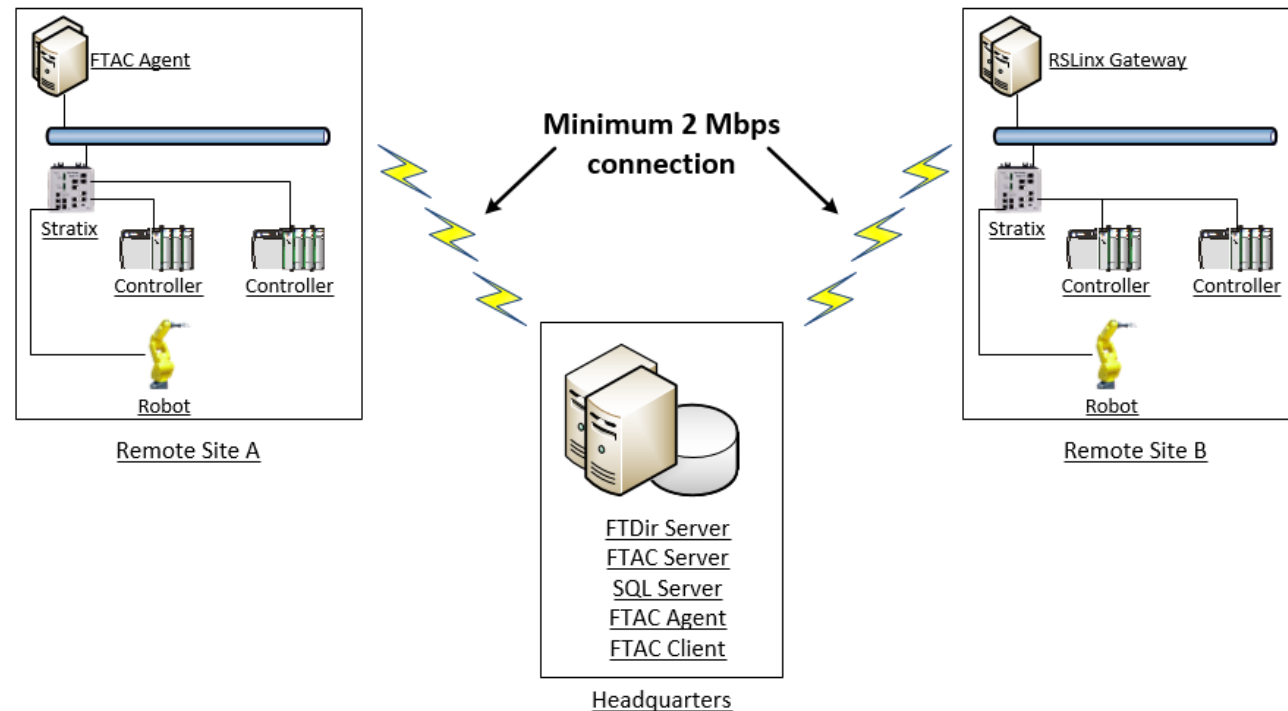 FTAC Agent
Stratix
Controller
Controller
Robot
Remote Site A
Minimum 2 Mbps
connection
RSLinx Gateway
Stratix
Controller
Controller
Robot
Remote Site B
FTDir Server
FTAC Server
SQL Server
FTAC Agent
FTAC Client
Headquarters